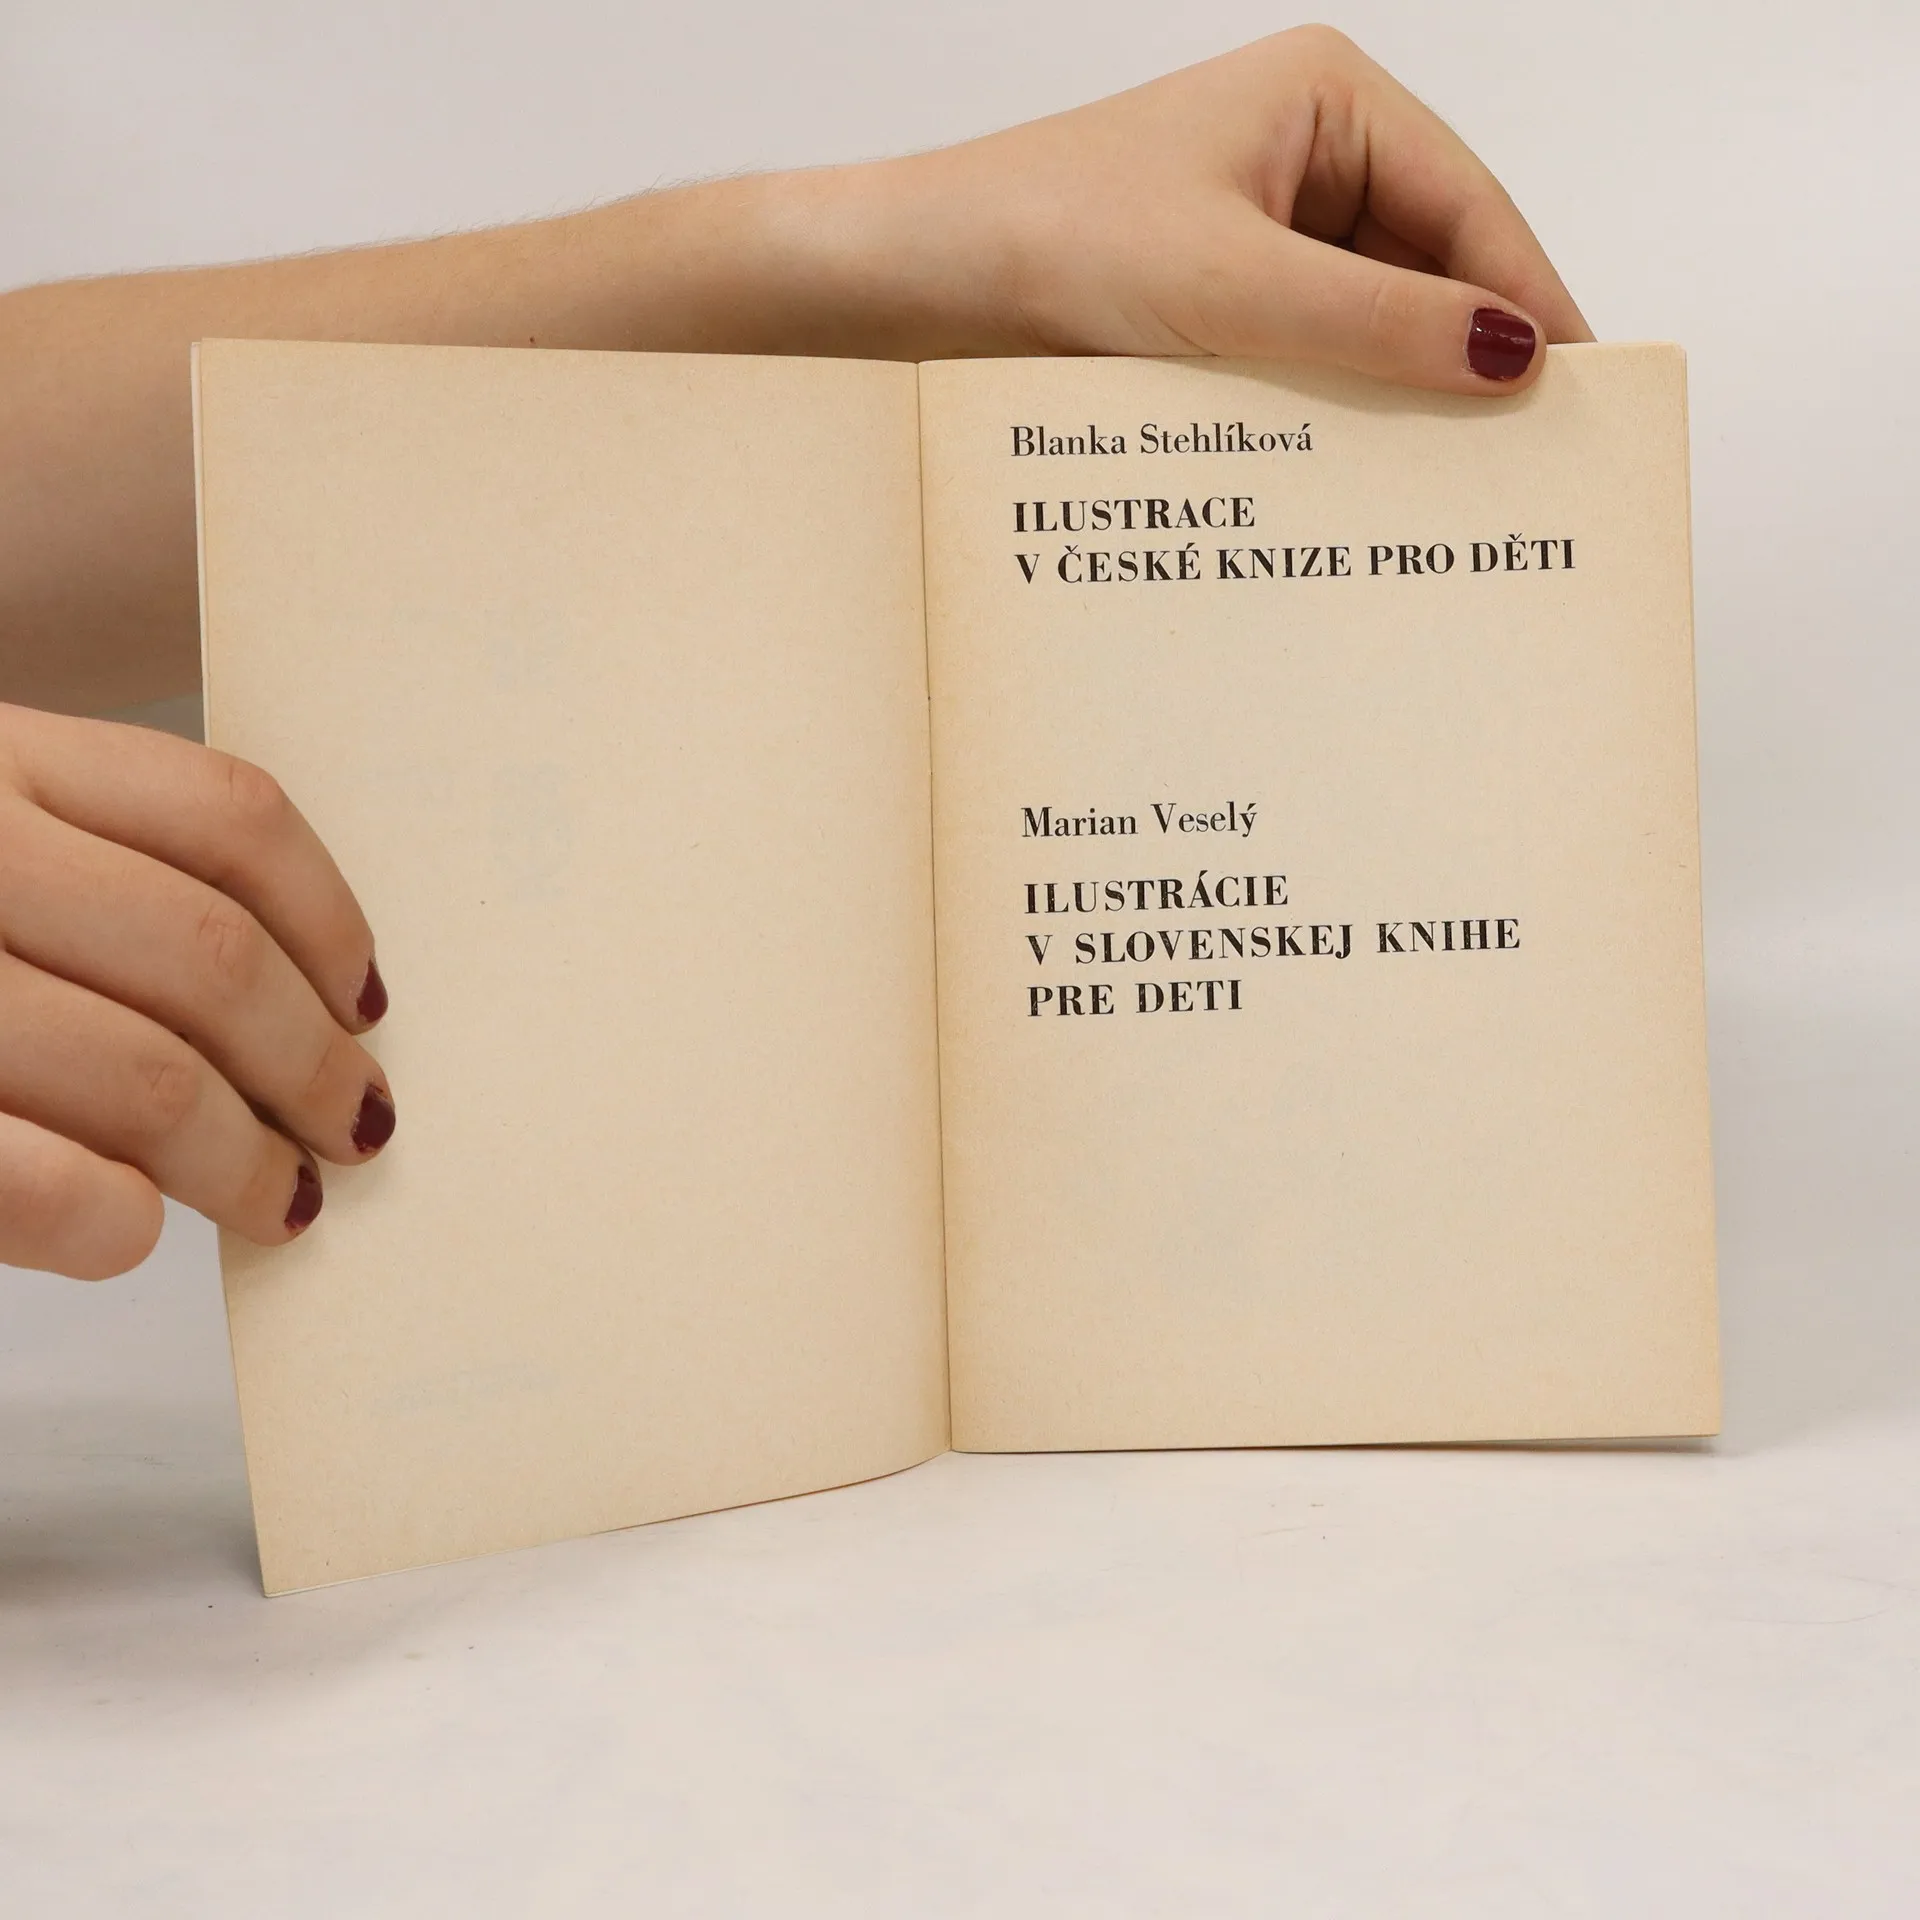 Blanka Stehlíková
ILUSTRACE
V ČESKÉ KNIZE PRO DĚTI
Marian Veselý
ILUSTRÁCIE
V SLOVENSKEJ KNIHE
PRE DETI